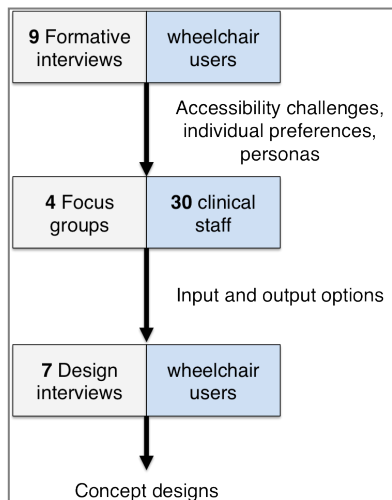 9 Formative wheelchair
interviews users
Accessibility challenges,
individual preferences,
personas
4 Focus 30 clinical
groups staff
Input and output options
7 Design wheelchair
interviews users
Concept designs